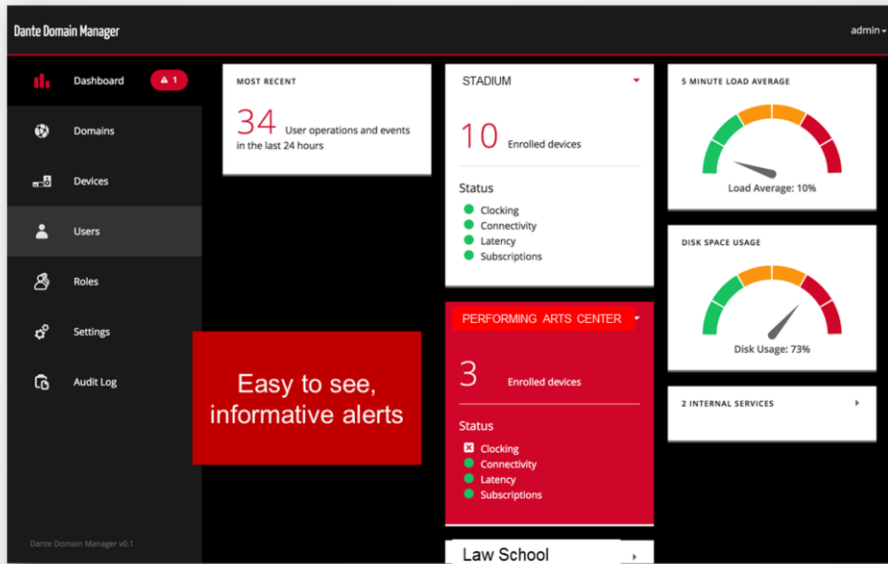 Dante Domain Manager
admin
Dashboard
1
Domains
Devices
Users
Roles
Settings
Audit Log
Dante Domain Manager v0.1
MOST RECENT
34 User operations and events
in the last 24 hours
Easy to see,
informative alerts
STADIUM
10 Enrolled devices
Status
Clocking
Connectivity
Latency
Subscriptions
PERFORMING ARTS CENTER
3 Enrolled devices
Status
Clocking
Connectivity
Latency
Subscriptions
Law School
5 MINUTE LOAD AVERAGE
Load Average: 10%
DISK SPACE USAGE
Disk Usage: 73%
2 INTERNAL SERVICES